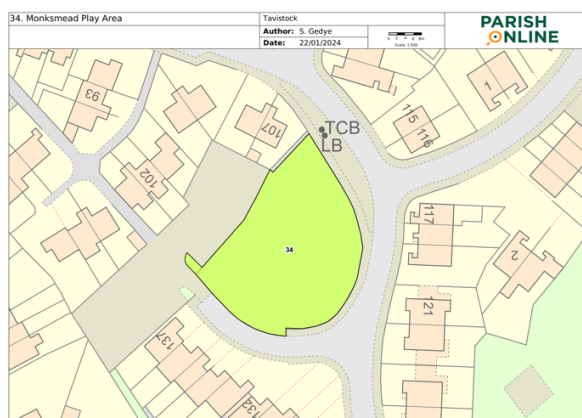 34. Monksmead Play Area
Tavistock
Author: S. Gedye
Date: 22/01/2024
Scale 1:500
PARISH
ONLINE
93
107
102
TCB
LB
115
116
1
117
2
121
34
137
132